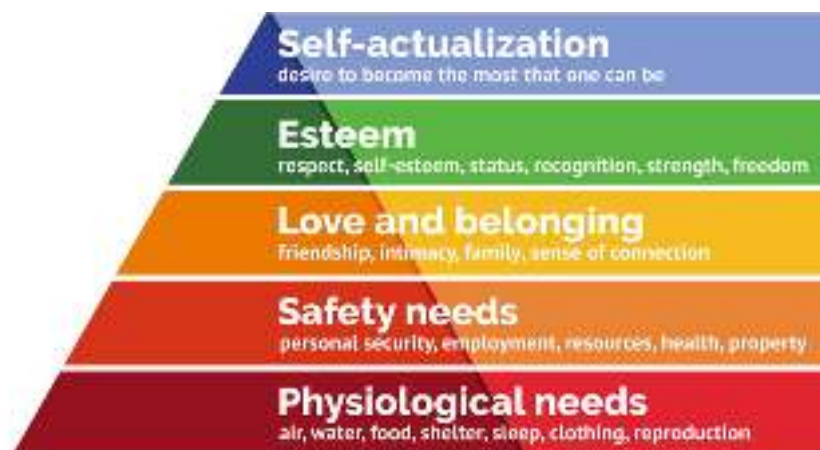 Self-actualization
desire to become the most that one can be
Esteem
respect, self-esteem, status, recognition, strength, freedom
Love and belonging
friendship, intimacy, family, sense of connection
Safety needs
personal security, employment, resources, health, property
Physiological needs
air, water, food, shelter, sleep, clothing, reproduction